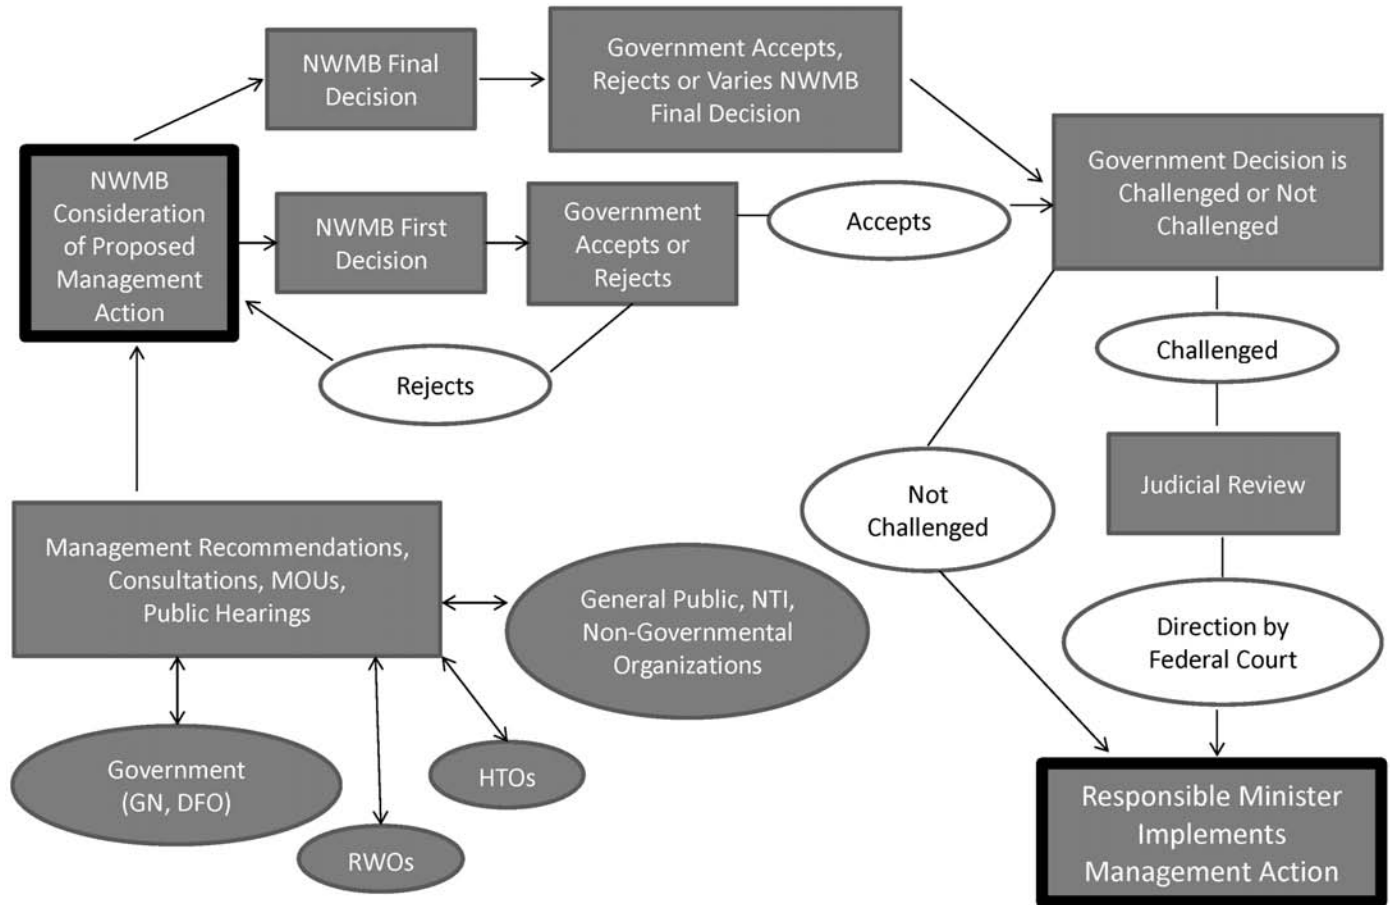 NWMB Final
Decision
Government Accepts,
Rejects or Varies NWMB
Final Decision
NWMB
Consideration
of Proposed
Management
Action
NWMB First
Decision
Government
Accepts or
Rejects
Accepts
Government Decision is
Challenged or Not
Challenged
Rejects
Challenged
Not
Challenged
Judicial Review
Management Recommendations,
Consultations, MOUs,
Public Hearings
General Public, NTI,
Non-Governmental
Organizations
Direction by
Federal Court
Government
(GN, DFO)
HTOs
RWOs
Responsible Minister
Implements
Management Action